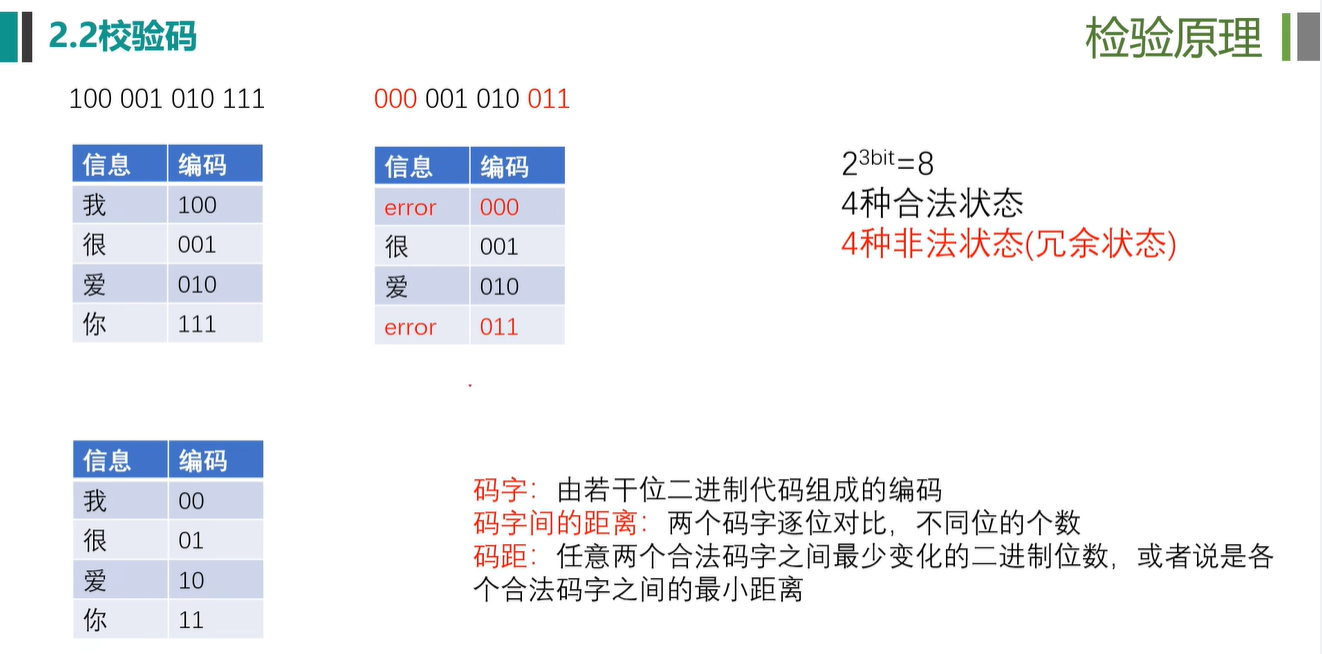 2.2校验码
检验原理
100 001 010 111
000 001 010 011
信息 编码
我 100
很 001
爱 010
你 111
信息 编码
error 000
很 001
爱 010
error 011
2³ᵇⁱᵗ=8
4种合法状态
4种非法状态(冗余状态)
信息 编码
我 00
很 01
爱 10
你 11
码字：由若干位二进制代码组成的编码
码字间的距离：两个码字逐位对比，不同位的个数
码距：任意两个合法码字之间最少变化的二进制位数，或者说是各
个合法码字之间的最小距离